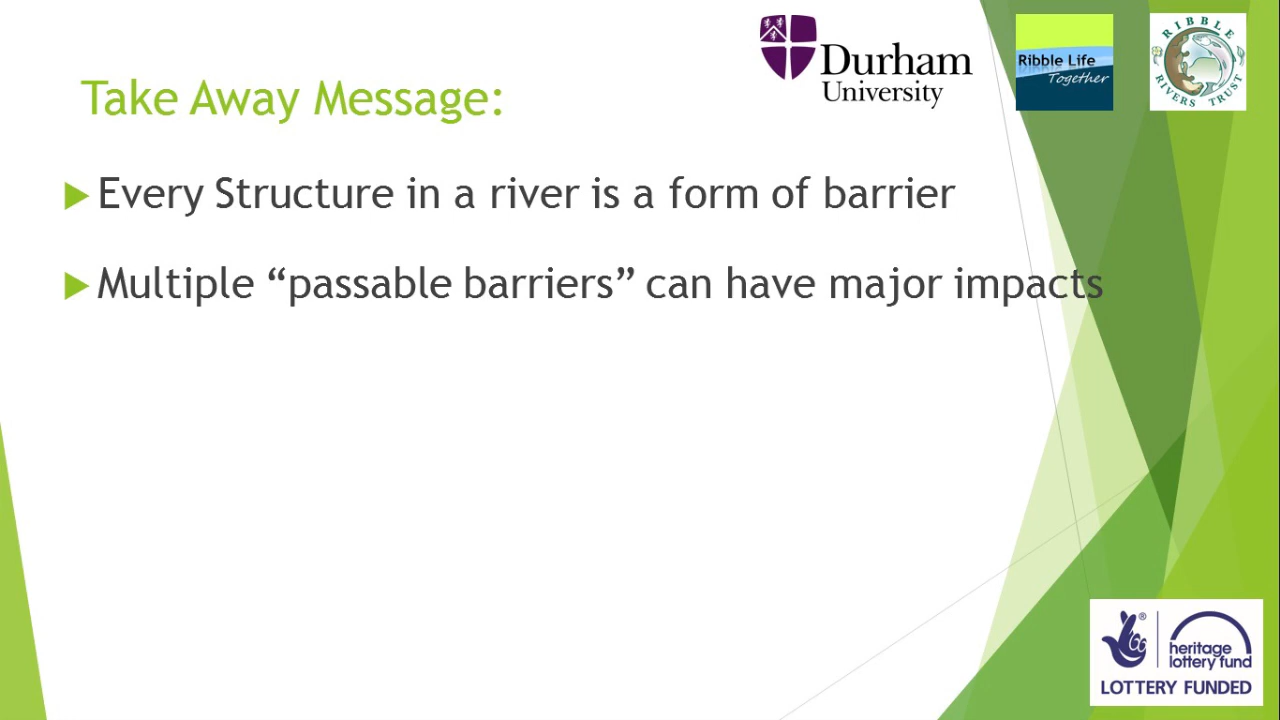 Durham
University
Ribble Life
Together
RIBBLE
RIVERS TRUST
Take Away Message:
Every Structure in a river is a form of barrier
Multiple “passable barriers” can have major impacts
®
heritage
lottery fund
LOTTERY FUNDED